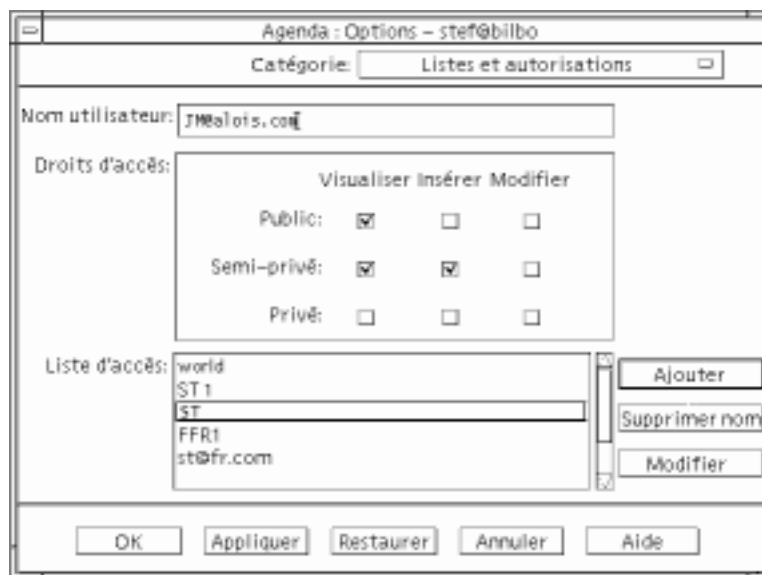 Agenda : Options – stef@bilbo
Catégorie: Listes et autorisations
Nom utilisateur: JM@alois.com
Droits d'accès:
Visualiser Insérer Modifier
Public:
Semi-privé:
Privé:
Liste d'accès: world
ST1
ST
FFR1
st@fr.com
Ajouter
Supprimer nom
Modifier
OK Appliquer Restaurer Annuler Aide